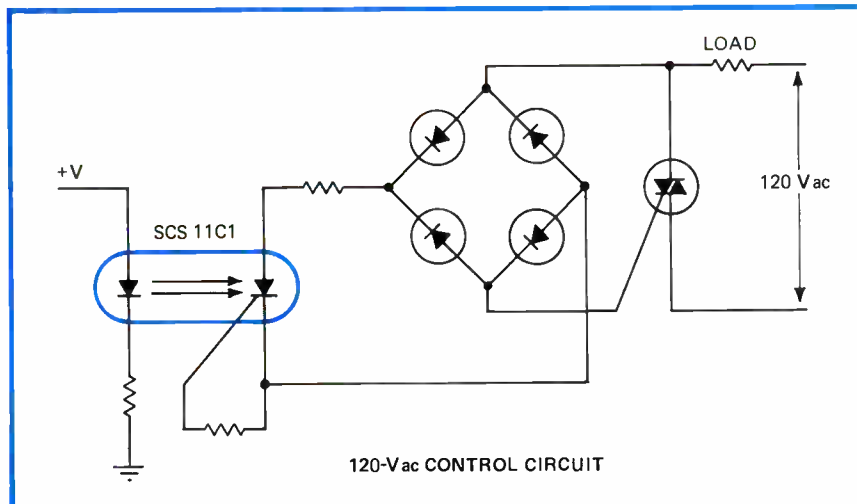 LOAD
+V
120 Vac
SCS 11C1
120-Vac CONTROL CIRCUIT